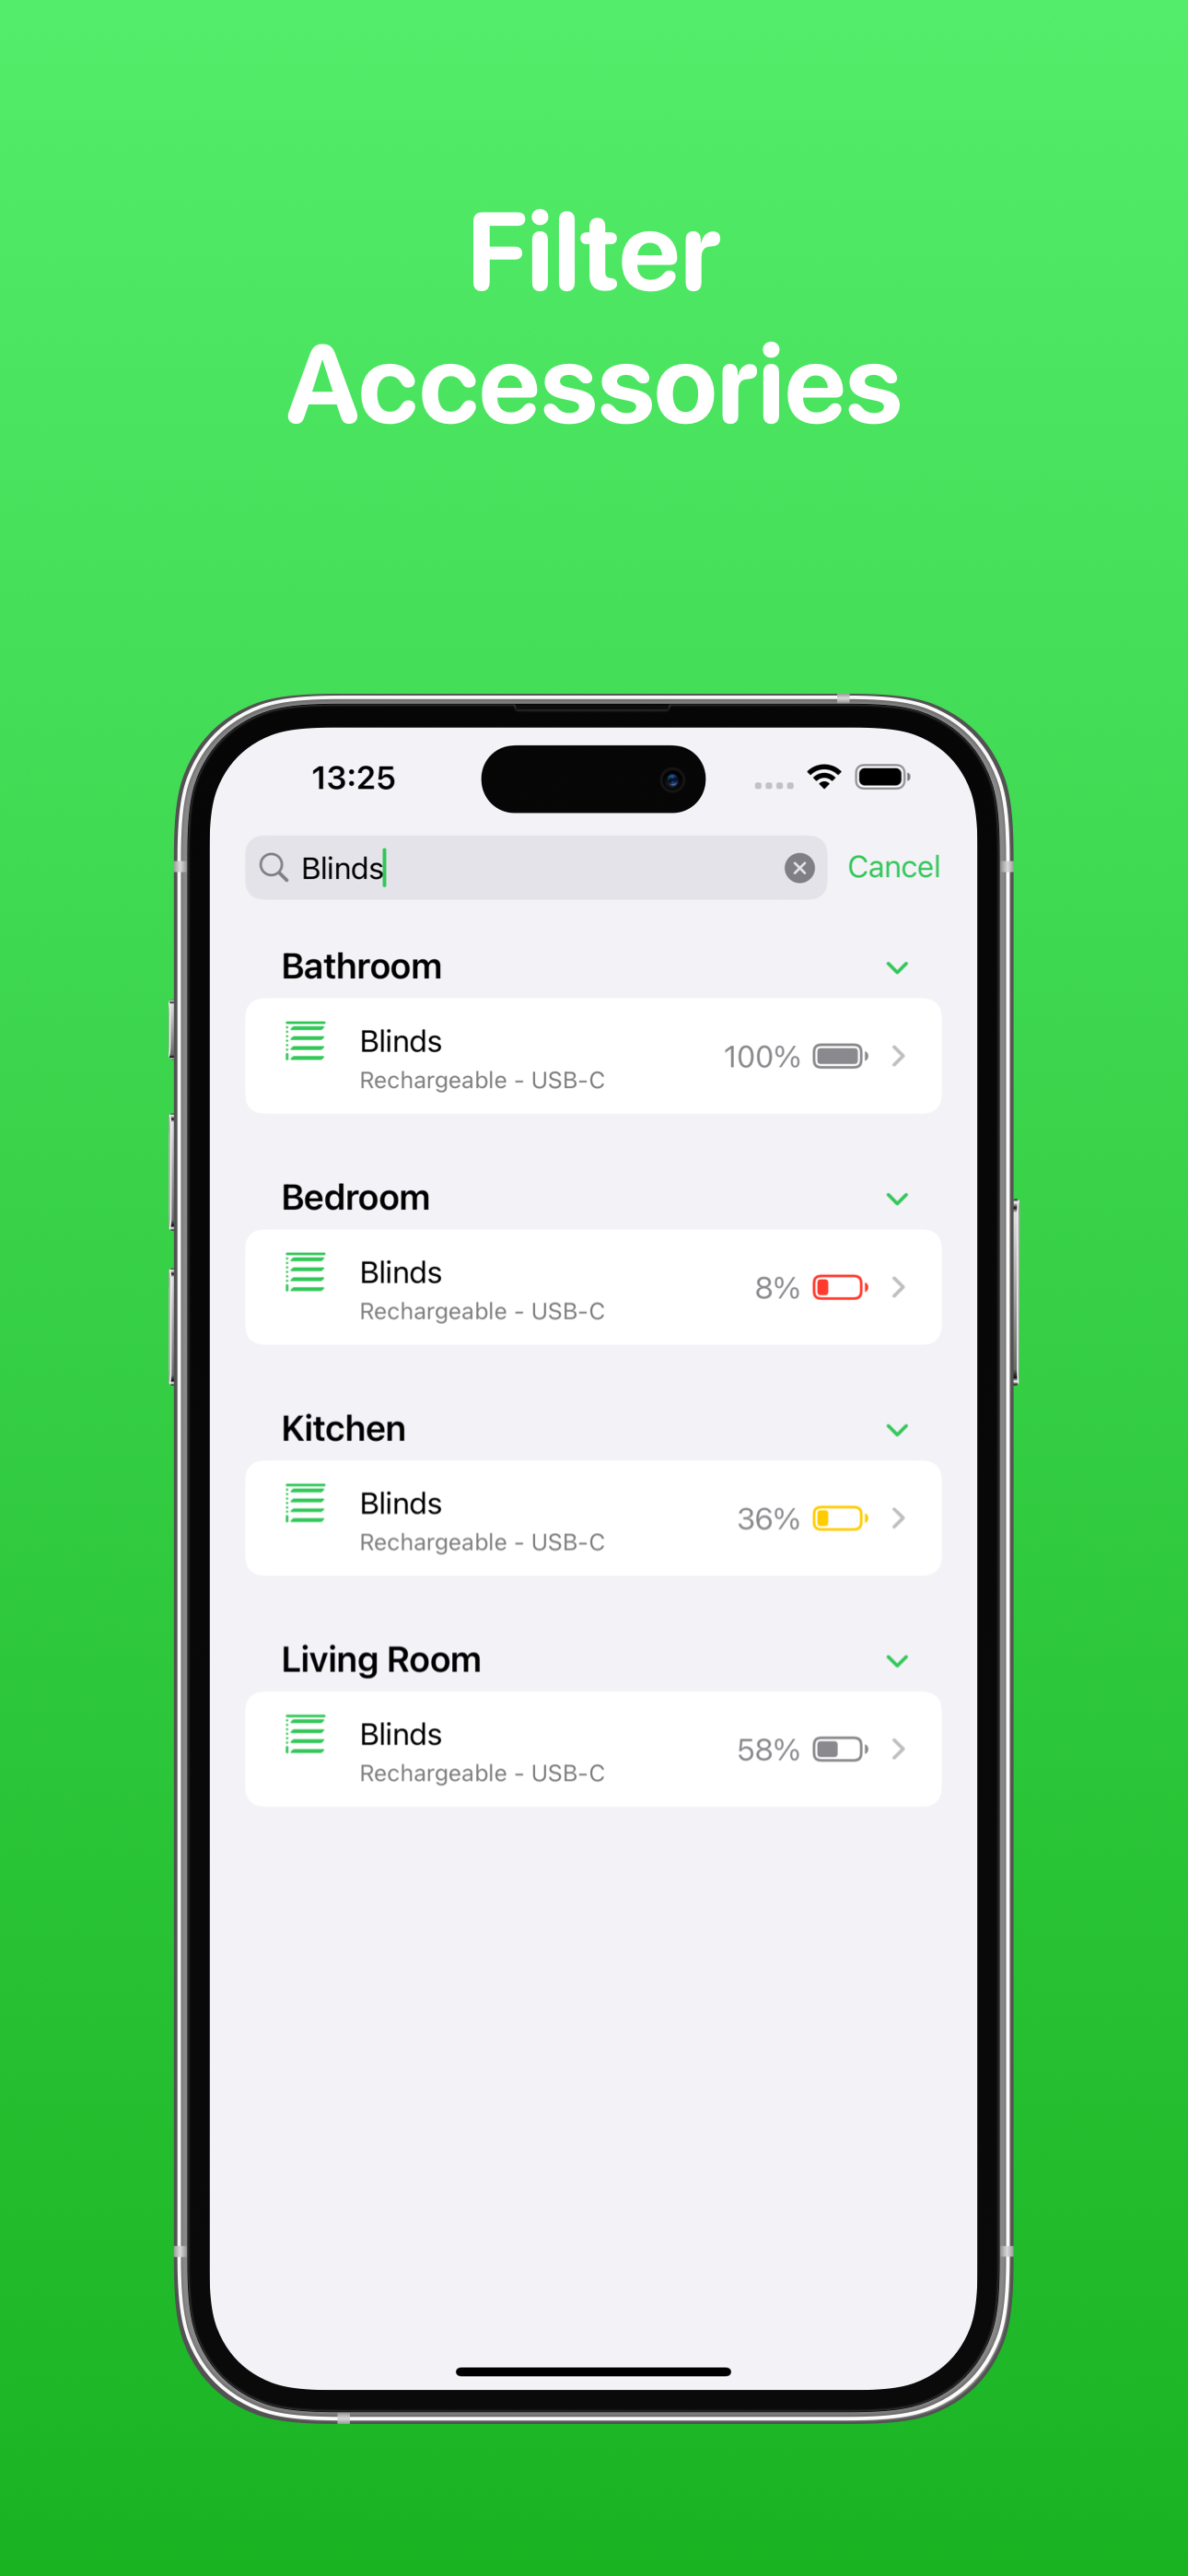 Filter
Accessories
13:25
Blinds
Cancel
Bathroom
Blinds
Rechargeable - USB-C
100%
Bedroom
Blinds
Rechargeable - USB-C
8%
Kitchen
Blinds
Rechargeable - USB-C
36%
Living Room
Blinds
Rechargeable - USB-C
58%